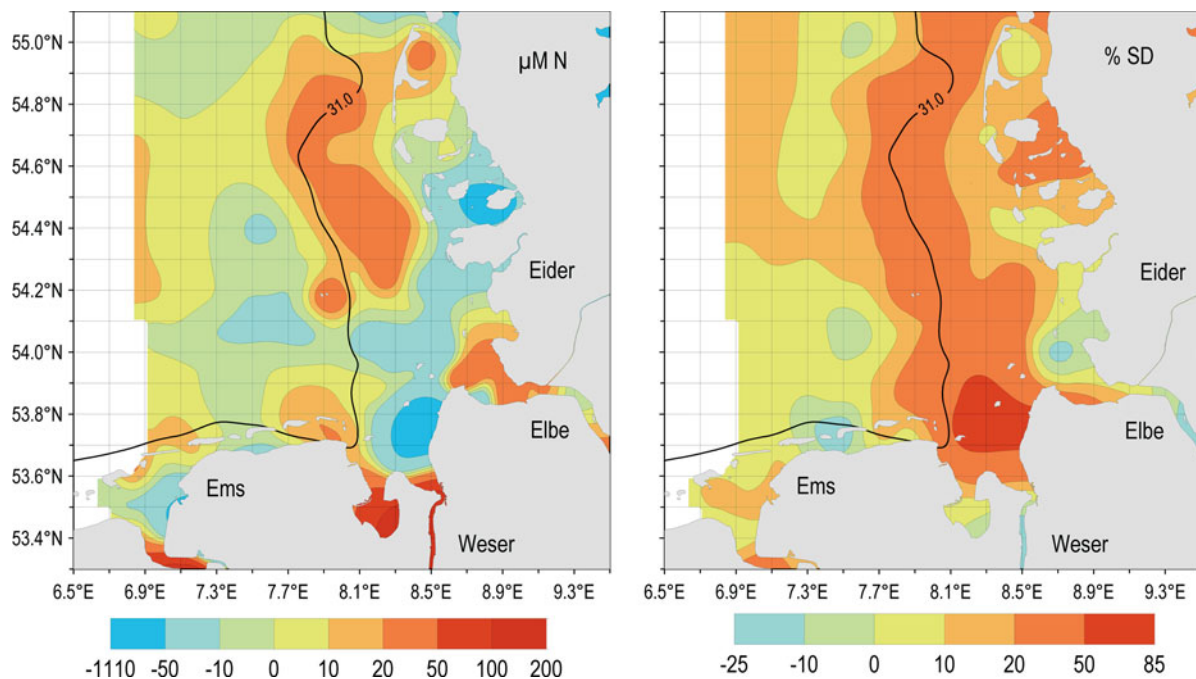 55.0°N
54.8°N
54.6°N
54.4°N
54.2°N
54.0°N
53.8°N
53.6°N
53.4°N
µM N
31.0
Eider
Elbe
Ems
Weser
6.5°E 6.9°E 7.3°E 7.7°E 8.1°E 8.5°E 8.9°E 9.3°E
-1110 -50 -10 0 10 20 50 100 200
% SD
31.0
Eider
Elbe
Ems
Weser
6.5°E 6.9°E 7.3°E 7.7°E 8.1°E 8.5°E 8.9°E 9.3°E
-25 -10 0 10 20 50 85